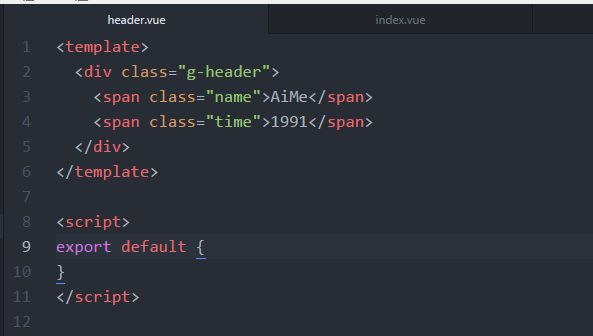 header.vue
index.vue
1 <template>
2   <div class="g-header">
3     <span class="name">AiMe</span>
4     <span class="time">1991</span>
5   </div>
6 </template>
7
8 <script>
9 export default {
10 }
11 </script>
12